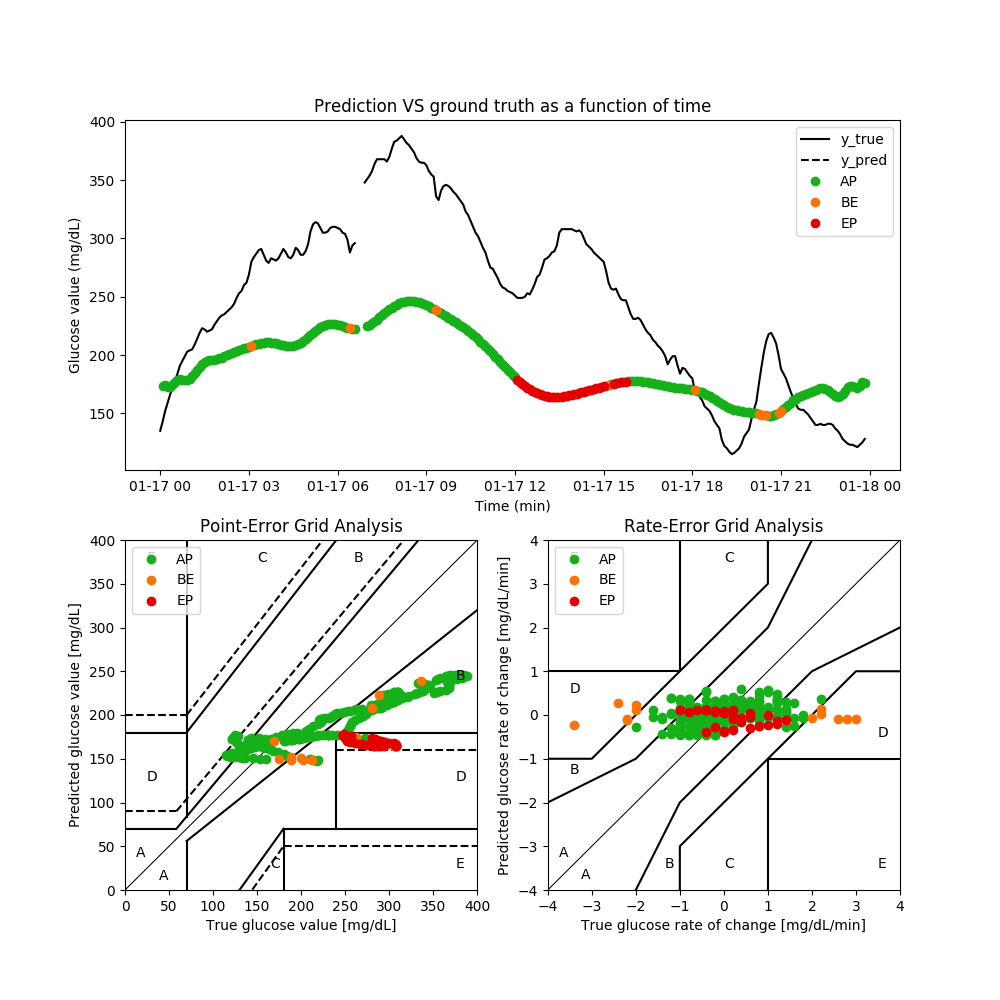 Prediction VS ground truth as a function of time
400
350
300
250
200
150
Glucose value (mg/dL)
y_true
y_pred
AP
BE
EP
01-17 00 01-17 03 01-17 06 01-17 09 01-17 12 01-17 15 01-17 18 01-17 21 01-18 00
Time (min)
Point-Error Grid Analysis
400
350
300
250
200
150
100
50
0
Predicted glucose value [mg/dL]
AP
BE
EP
C
B
B
D
D
A
A
C
E
0 50 100 150 200 250 300 350 400
True glucose value [mg/dL]
Rate-Error Grid Analysis
4
3
2
1
0
−1
−2
−3
−4
Predicted glucose rate of change [mg/dL/min]
AP
BE
EP
C
D
D
B
A
A
B
C
E
−4 −3 −2 −1 0 1 2 3 4
True glucose rate of change [mg/dL/min]